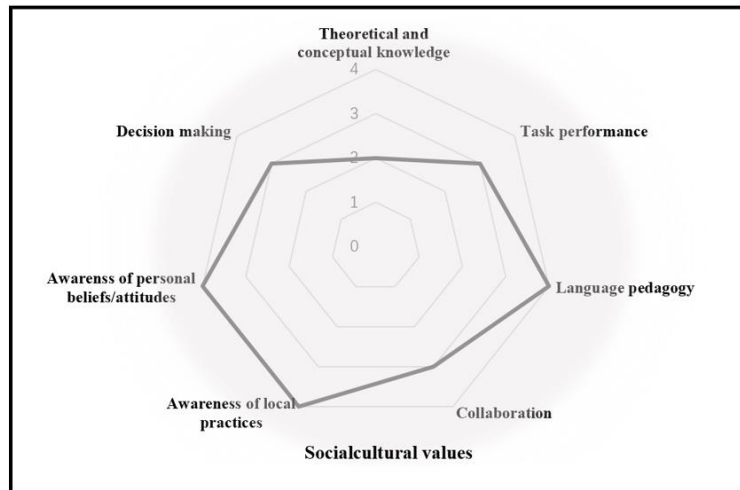 Theoretical and
conceptual knowledge
4
3
2
1
0
Decision making
Task performance
Awarenss of personal
beliefs/attitudes
Language pedagogy
Awareness of local
practices
Collaboration
Socialcultural values